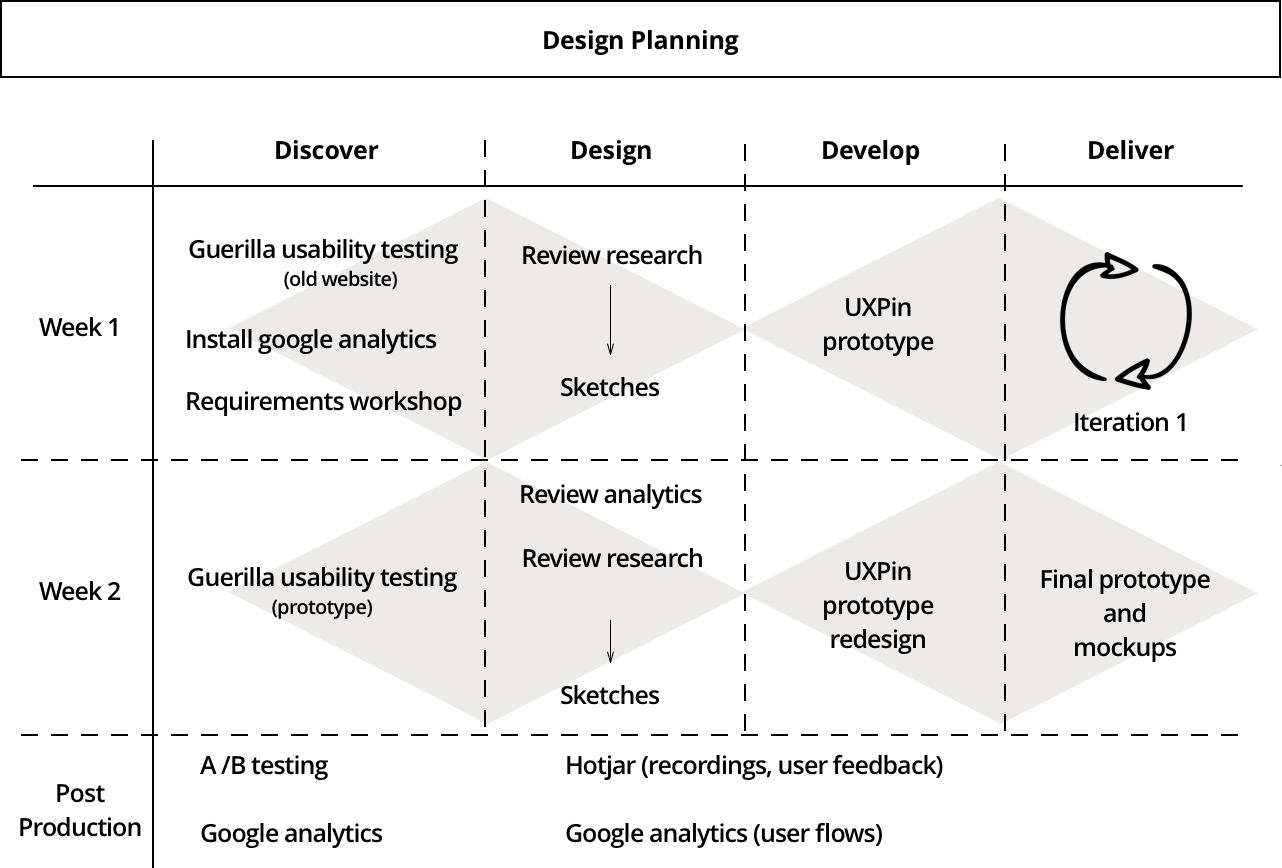 Design Planning
Discover
Design
Develop
Deliver
Week 1
Guerilla usability testing
(old website)
Install google analytics
Requirements workshop
Review research
Sketches
UXPin
prototype
Iteration 1
Week 2
Guerilla usability testing
(prototype)
Review analytics
Review research
Sketches
UXPin
prototype
redesign
Final prototype
and
mockups
Post
Production
A /B testing
Hotjar (recordings, user feedback)
Google analytics
Google analytics (user flows)